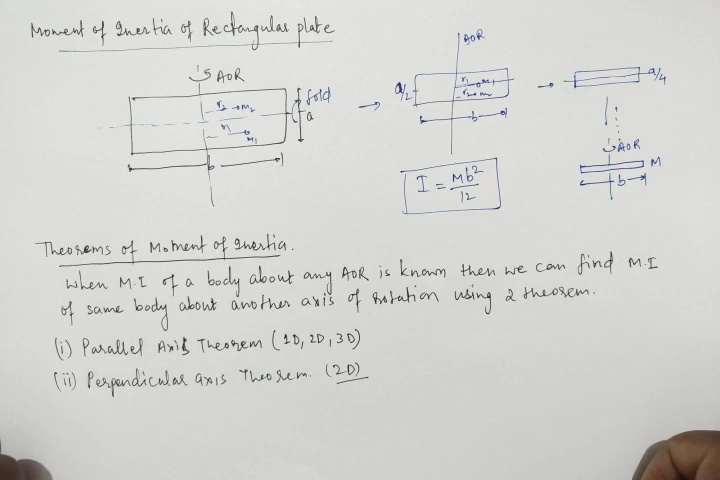 Moment of Inertia of Rectangular plate
AOR
fold
r2 m2
a
r1
m1
b
AOR
r1 m1
r2 m2
a/2
b
I = Mb²/12
a/4
AOR
M
b
Theorems of Moment of Inertia.
When M.I of a body about any AOR is known then we can find M.I
of same body about another axis of rotation using 2 theorem.
(i) Parallel Axis Theorem (1D, 2D, 3D)
(ii) Perpendicular axis Theorem. (2D)